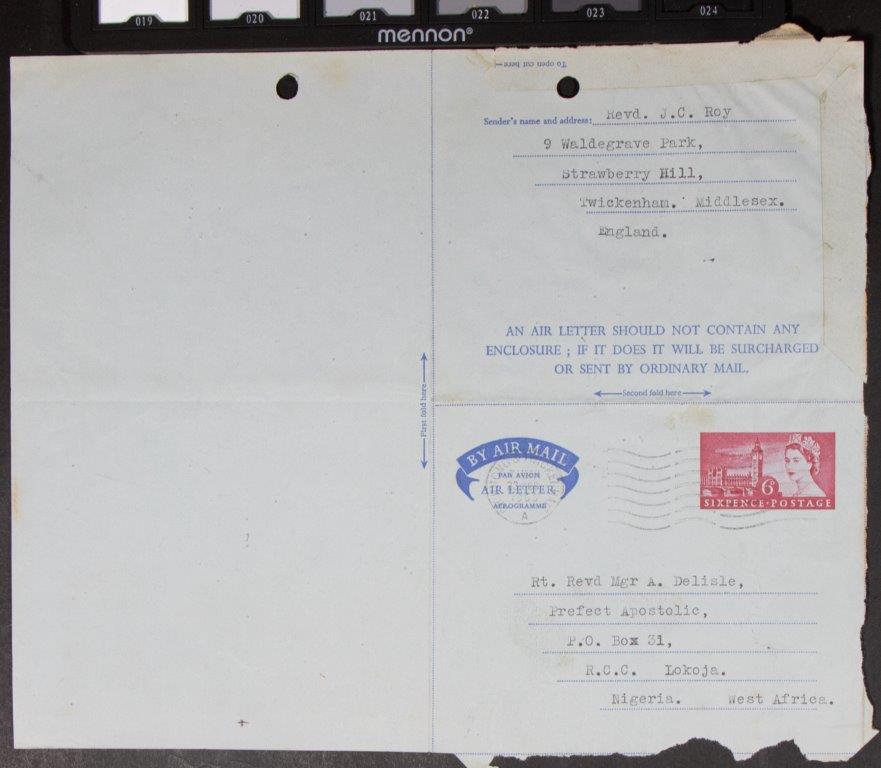 019 020 021 022 023 024
mennon®
To open cut here
Sender's name and address: Revd. J.C. Roy
9 Waldegrave Park,
Strawberry Hill,
Twickenham. Middlesex.
England.
AN AIR LETTER SHOULD NOT CONTAIN ANY
ENCLOSURE ; IF IT DOES IT WILL BE SURCHARGED
OR SENT BY ORDINARY MAIL.
First fold here
Second fold here
BY AIR MAIL
PAR AVION
AIR LETTER
AEROGRAMME
A
6D
SIXPENCE·POSTAGE
Rt. Revd Mgr A. Delisle,
Prefect Apostolic,
P.O. Box 31,
R.C.C. Lokoja.
Nigeria. West Africa.